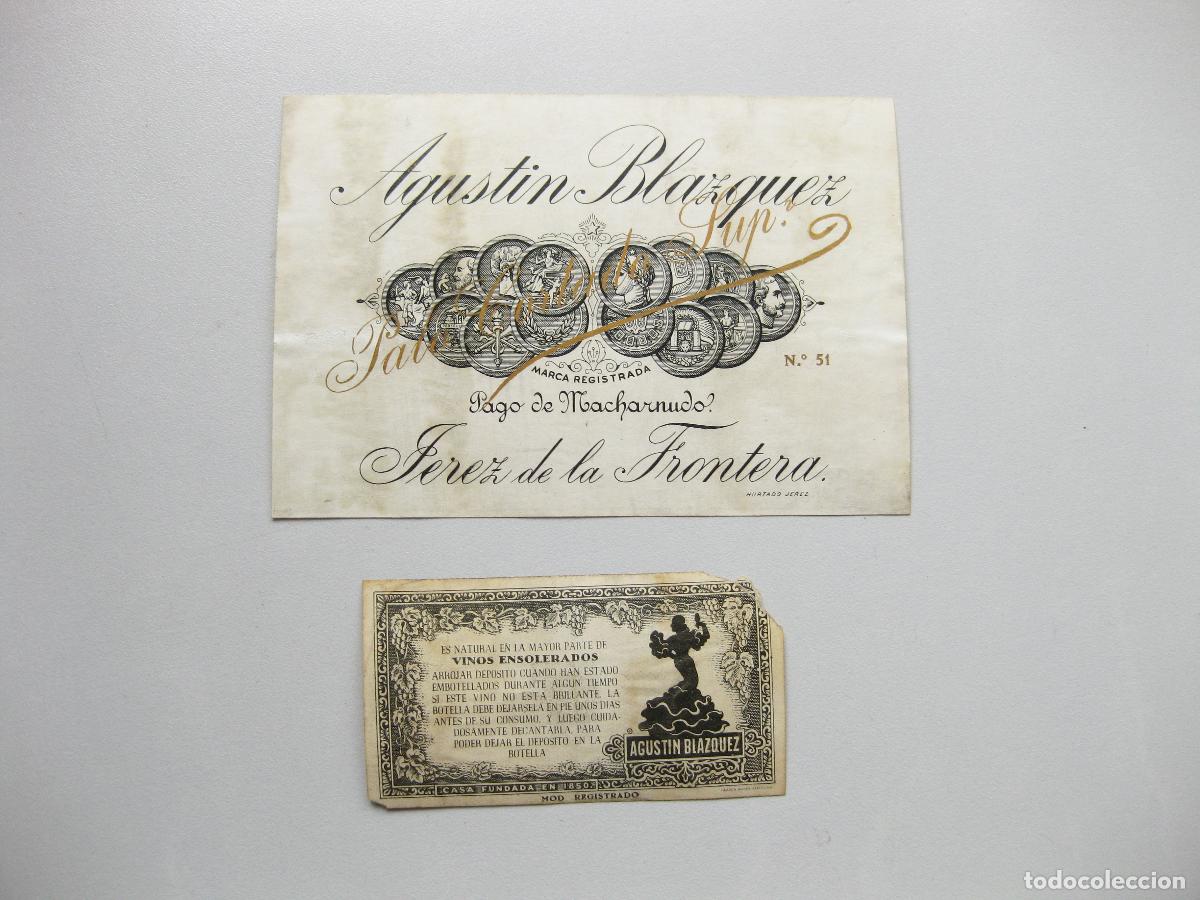 Agustin Blazquez
Palo Cortado Sup.r
MARCA REGISTRADA
N.º 51
Pago de Macharnudo.
Jerez de la Frontera.
HURTADO JEREZ
ES NATURAL EN LA MAYOR PARTE DE
VINOS ENSOLERADOS
ARROJAR DEPOSITO CUANDO HAN ESTADO
EMBOTELLADOS DURANTE ALGUN TIEMPO
SI ESTE VINO NO ESTA BRILLANTE, LA
BOTELLA DEBE DEJARSELA EN PIE UNOS DIAS
ANTES DE SU CONSUMO, Y LUEGO CUIDA-
DOSAMENTE DECANTARLA, PARA
PODER DEJAR EL DEPOSITO EN LA
BOTELLA
AGUSTIN BLAZQUEZ
CASA FUNDADA EN 1850
MOD REGISTRADO
todocoleccion